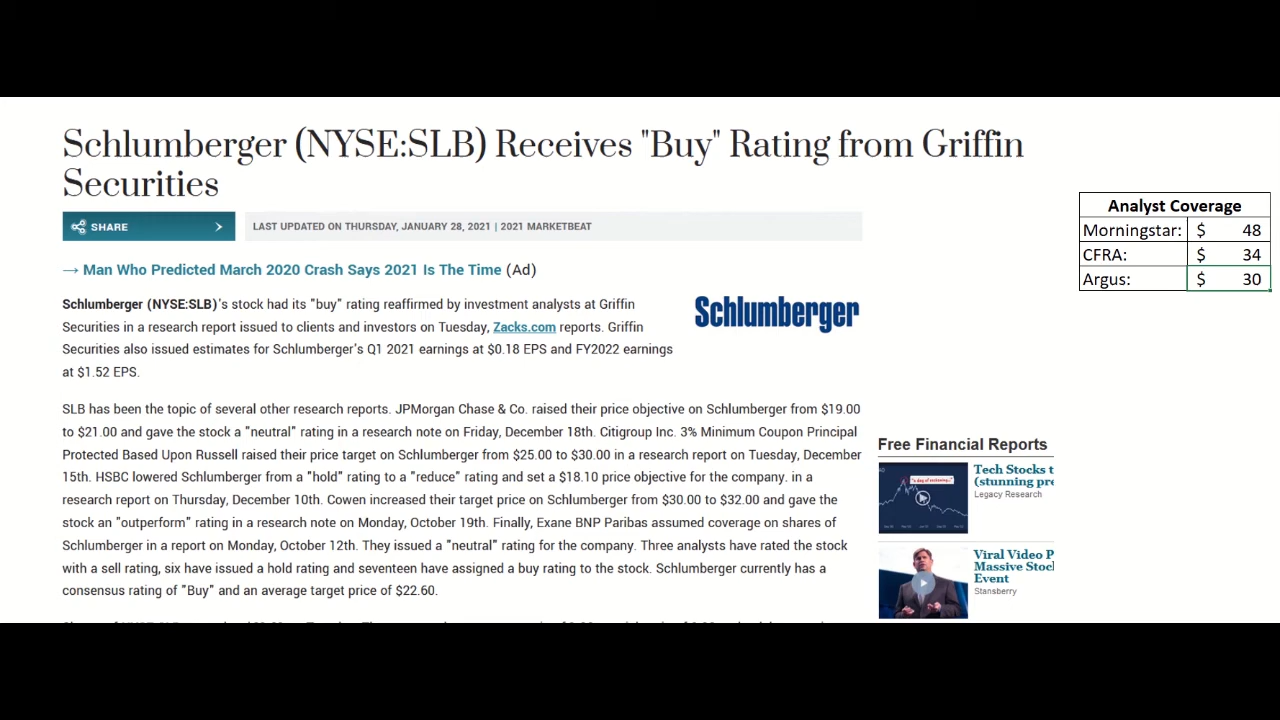 Schlumberger (NYSE:SLB) Receives "Buy" Rating from Griffin
Securities
SHARE
LAST UPDATED ON THURSDAY, JANUARY 28, 2021 | 2021 MARKETBEAT
→ Man Who Predicted March 2020 Crash Says 2021 Is The Time (Ad)
Schlumberger (NYSE:SLB)'s stock had its "buy" rating reaffirmed by investment analysts at Griffin
Securities in a research report issued to clients and investors on Tuesday, Zacks.com reports. Griffin
Securities also issued estimates for Schlumberger's Q1 2021 earnings at $0.18 EPS and FY2022 earnings
at $1.52 EPS.
Schlumberger
SLB has been the topic of several other research reports. JPMorgan Chase & Co. raised their price objective on Schlumberger from $19.00
to $21.00 and gave the stock a "neutral" rating in a research note on Friday, December 18th. Citigroup Inc. 3% Minimum Coupon Principal
Protected Based Upon Russell raised their price target on Schlumberger from $25.00 to $30.00 in a research report on Tuesday, December
15th. HSBC lowered Schlumberger from a "hold" rating to a "reduce" rating and set a $18.10 price objective for the company. in a
research report on Thursday, December 10th. Cowen increased their target price on Schlumberger from $30.00 to $32.00 and gave the
stock an "outperform" rating in a research note on Monday, October 19th. Finally, Exane BNP Paribas assumed coverage on shares of
Schlumberger in a report on Monday, October 12th. They issued a "neutral" rating for the company. Three analysts have rated the stock
with a sell rating, six have issued a hold rating and seventeen have assigned a buy rating to the stock. Schlumberger currently has a
consensus rating of "Buy" and an average target price of $22.60.
Analyst Coverage
Morningstar: $ 48
CFRA: $ 34
Argus: $ 30
Free Financial Reports
Tech Stocks t
(stunning pre
Legacy Research
Viral Video P
Massive Stoc
Event
Stansberry